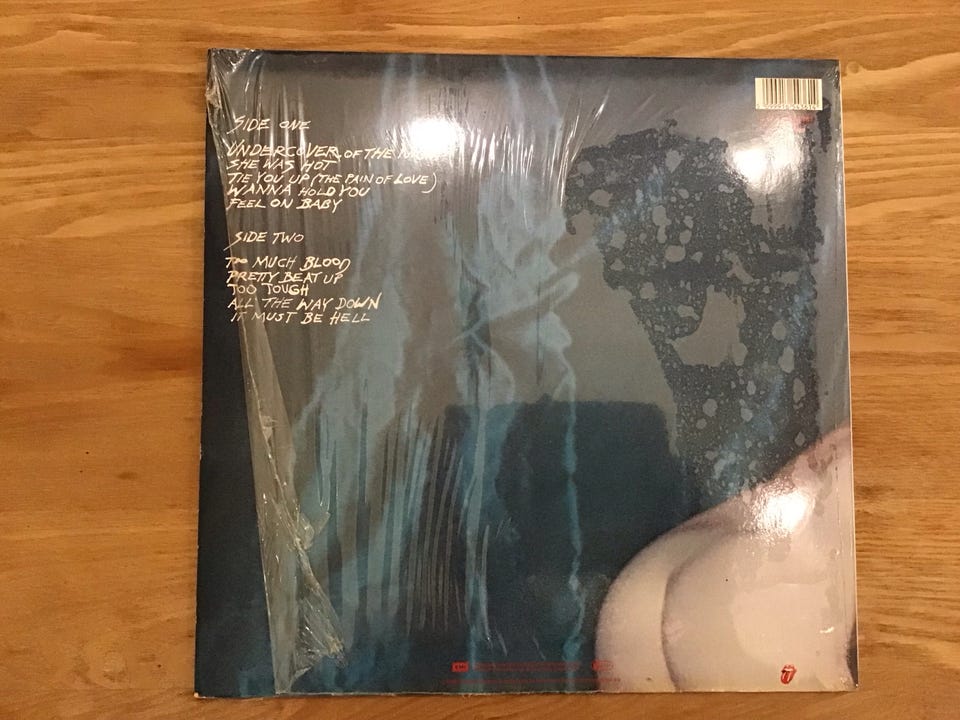 SIDE ONE
UNDERCOVER OF THE
SHE WAS HOT
TIE YOU UP (THE PAIN OF LOVE)
WANNA HOLD YOU
FEEL ON BABY
SIDE TWO
TOO MUCH BLOOD
PRETTY BEAT UP
TOO TOUGH
ALL THE WAY DOWN
IT MUST BE HELL
EMI